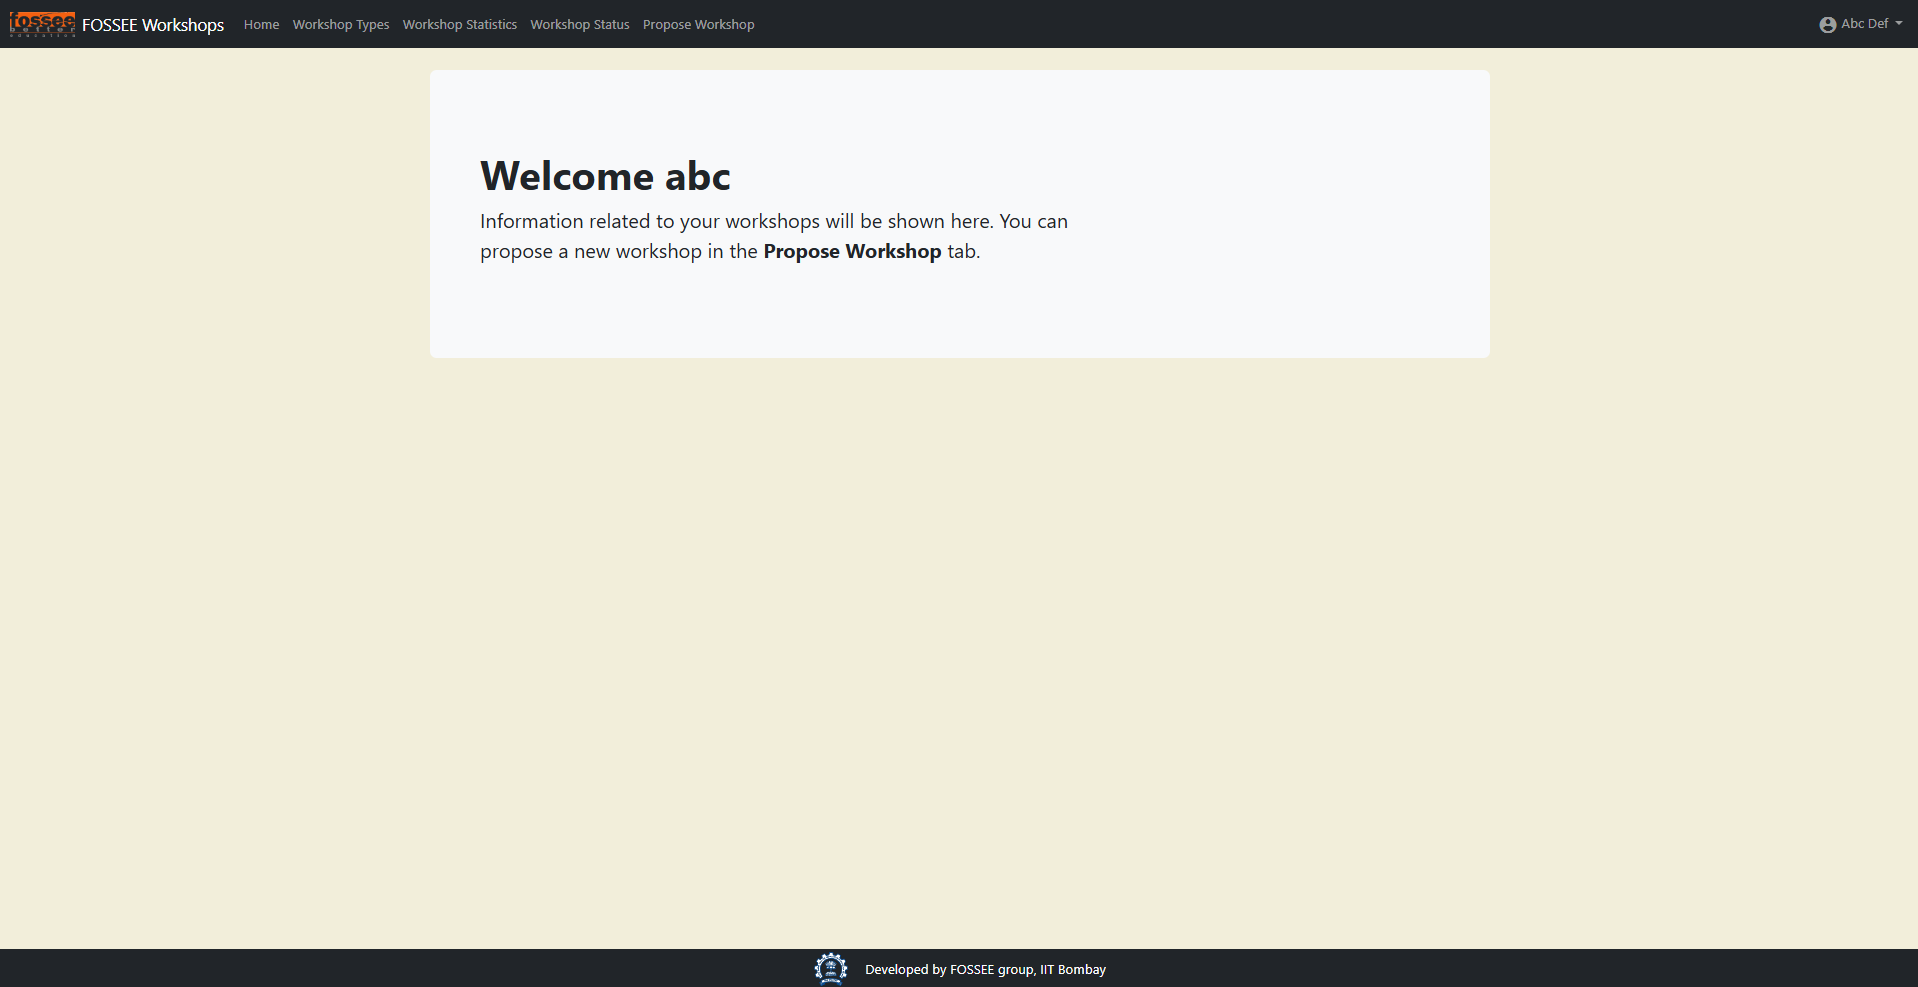 fossee
better
education
FOSSEE Workshops
Home
Workshop Types
Workshop Statistics
Workshop Status
Propose Workshop
Abc Def
Welcome abc
Information related to your workshops will be shown here. You can
propose a new workshop in the Propose Workshop tab.
Developed by FOSSEE group, IIT Bombay